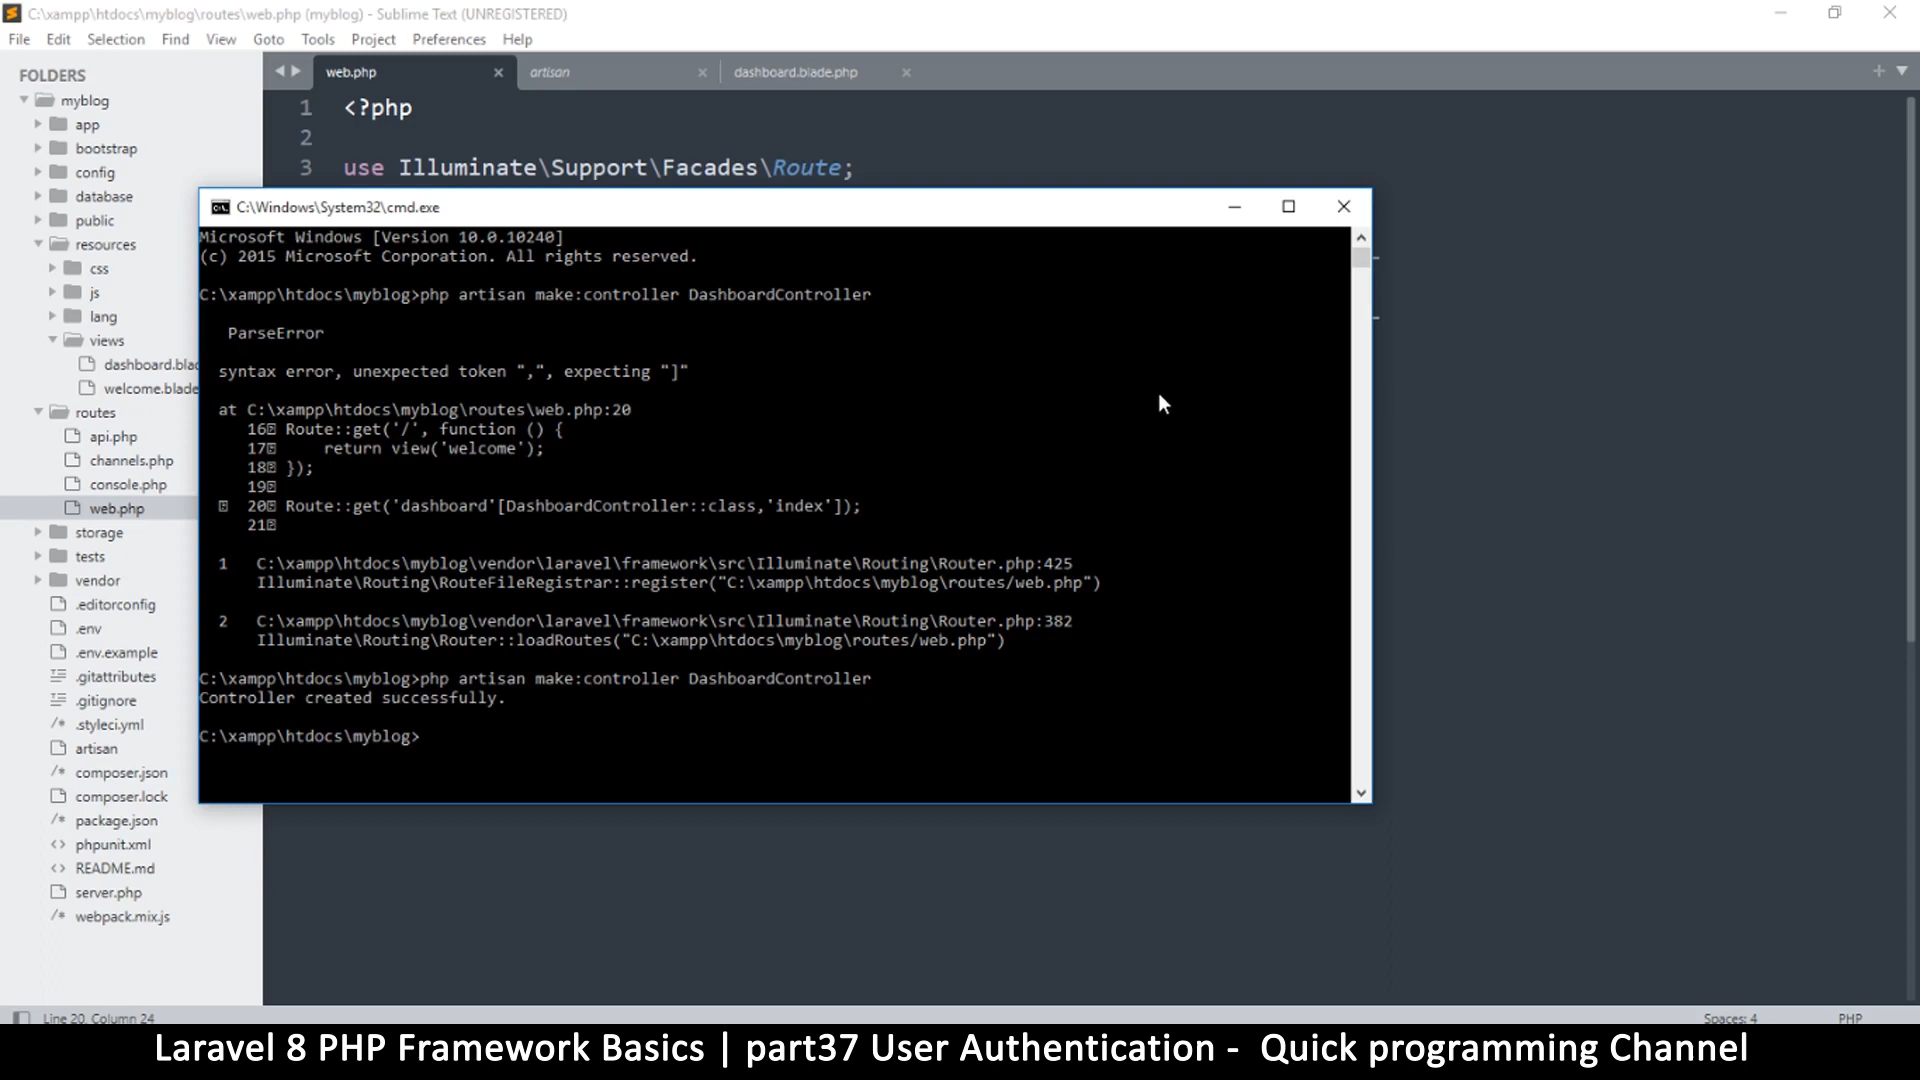 C:\xampp\htdocs\myblog\routes\web.php (myblog) - Sublime Text (UNREGISTERED)
File Edit Selection Find View Goto Tools Project Preferences Help
FOLDERS
myblog
app
bootstrap
config
database
public
resources
css
js
lang
views
dashboard.blad
welcome.blade
routes
api.php
channels.php
console.php
web.php
storage
tests
vendor
.editorconfig
.env
.env.example
.gitattributes
.gitignore
.styleci.yml
artisan
composer.json
composer.lock
package.json
phpunit.xml
README.md
server.php
webpack.mix.js
web.php artisan dashboard.blade.php
1 <?php
2
3 use Illuminate\Support\Facades\Route;
C:\Windows\System32\cmd.exe
Microsoft Windows [Version 10.0.10240]
(c) 2015 Microsoft Corporation. All rights reserved.
C:\xampp\htdocs\myblog>php artisan make:controller DashboardController
ParseError
syntax error, unexpected token ",", expecting "]"
at C:\xampp\htdocs\myblog\routes\web.php:20
16 Route::get('/', function () {
17 return view('welcome');
18 });
19
20 Route::get('dashboard'[DashboardController::class,'index']);
21
1 C:\xampp\htdocs\myblog\vendor\laravel\framework\src\Illuminate\Routing\Router.php:425
Illuminate\Routing\RouteFileRegistrar::register("C:\xampp\htdocs\myblog\routes/web.php")
2 C:\xampp\htdocs\myblog\vendor\laravel\framework\src\Illuminate\Routing\Router.php:382
Illuminate\Routing\Router::loadRoutes("C:\xampp\htdocs\myblog\routes/web.php")
C:\xampp\htdocs\myblog>php artisan make:controller DashboardController
Controller created successfully.
C:\xampp\htdocs\myblog>
Line 20, Column 24 Spaces: 4 PHP
Laravel 8 PHP Framework Basics | part37 User Authentication - Quick programming Channel